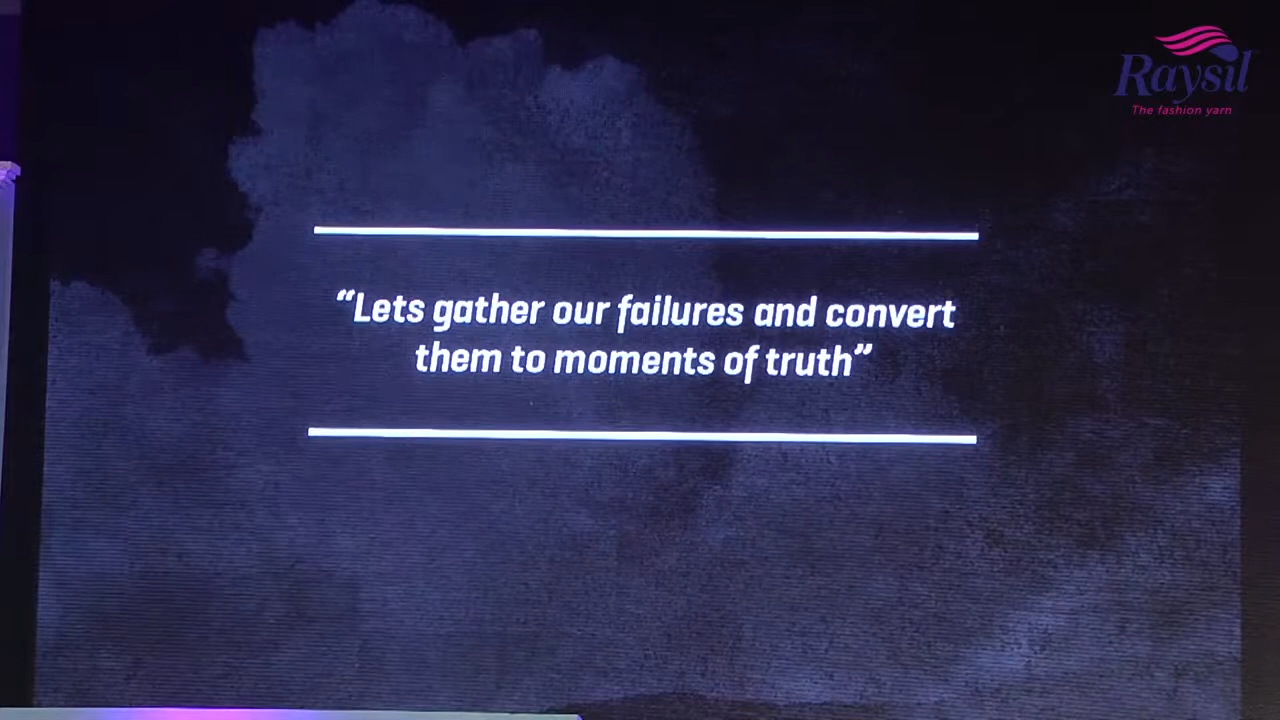 Raysil
The fashion yarn
“Lets gather our failures and convert
them to moments of truth”